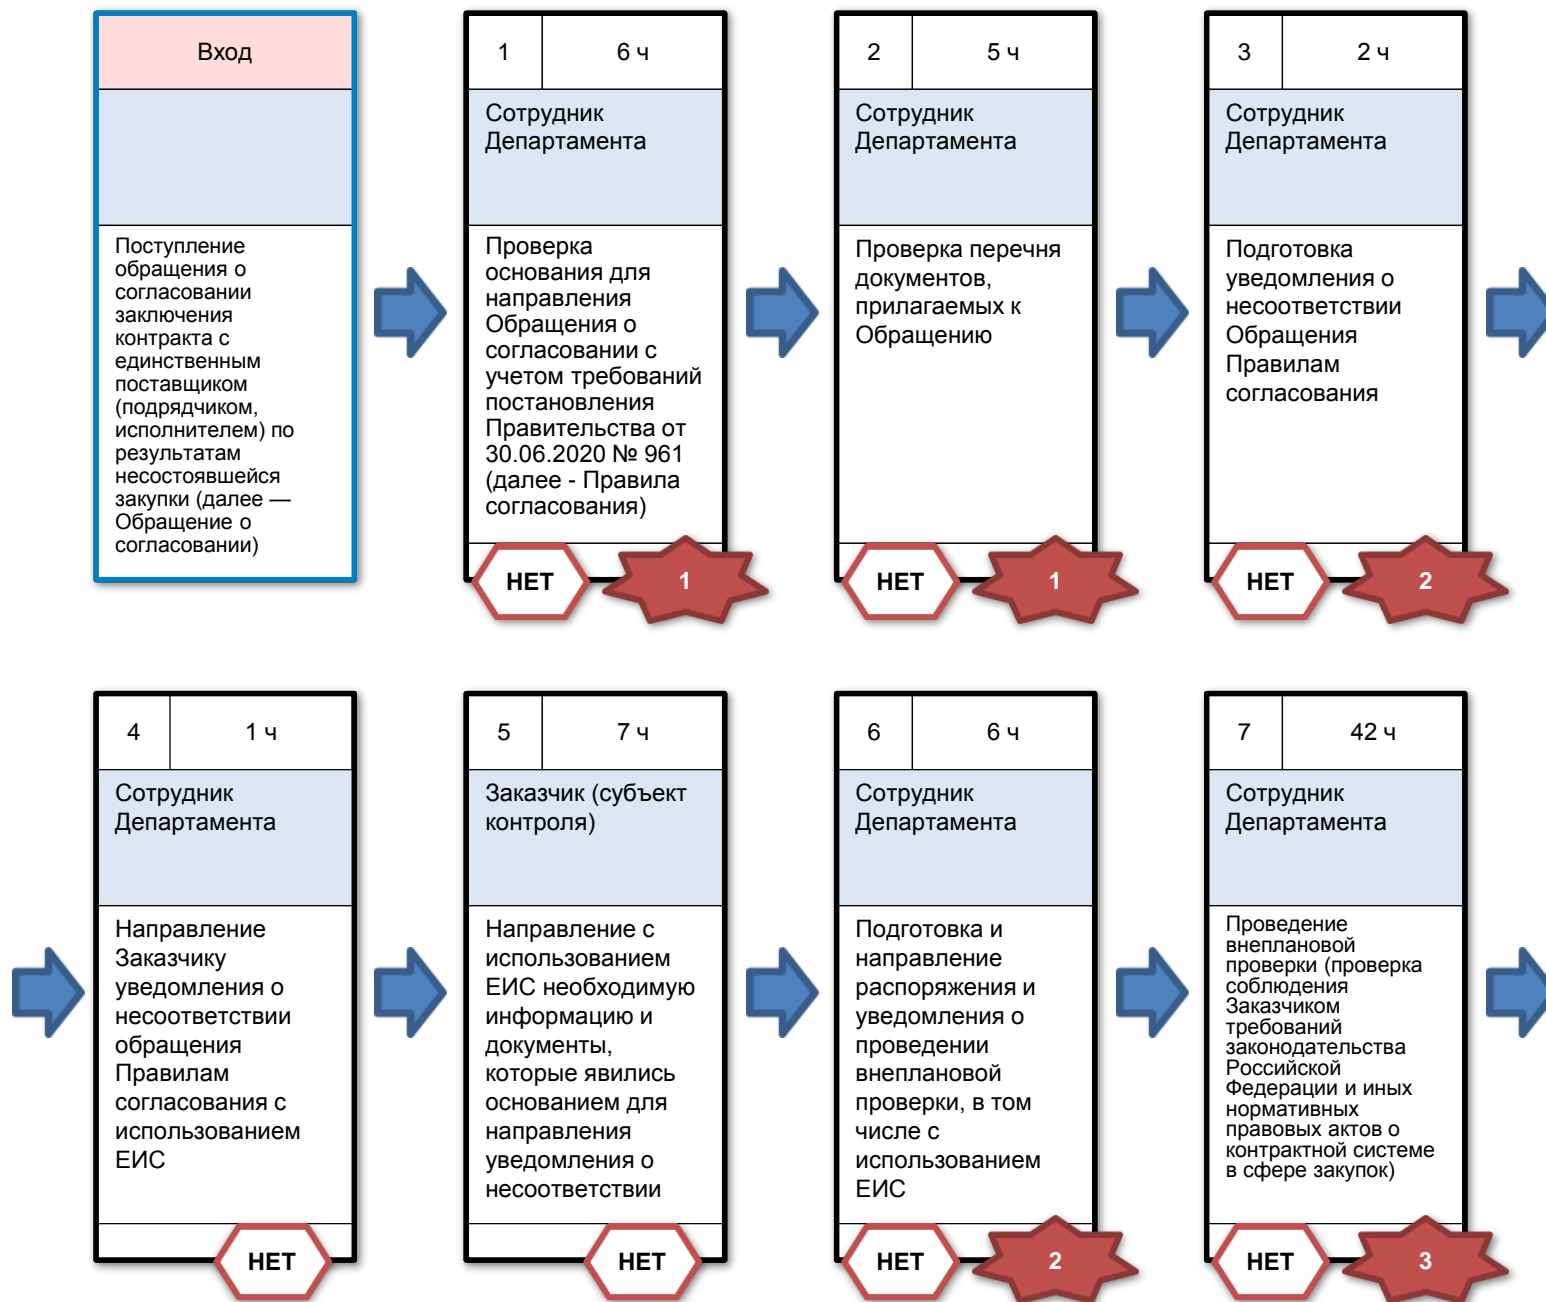 Вход
Поступление
обращения о
согласовании
заключения
контракта с
единственным
поставщиком
(подрядчиком,
исполнителем) по
результатам
несостоявшейся
закупки (далее —
Обращение о
согласовании)
1
6 ч
Сотрудник
Департамента
Проверка
основания для
направления
Обращения о
согласовании с
учетом требований
постановления
Правительства от
30.06.2020 № 961
(далее - Правила
согласования)
НЕТ
1
2
5 ч
Сотрудник
Департамента
Проверка перечня
документов,
прилагаемых к
Обращению
НЕТ
1
3
2 ч
Сотрудник
Департамента
Подготовка
уведомления о
несоответствии
Обращения
Правилам
согласования
НЕТ
2
4
1 ч
Сотрудник
Департамента
Направление
Заказчику
уведомления о
несоответствии
обращения
Правилам
согласования с
использованием
ЕИС
НЕТ
5
7 ч
Заказчик (субъект
контроля)
Направление с
использованием
ЕИС необходимую
информацию и
документы,
которые явились
основанием для
направления
уведомления о
несоответствии
НЕТ
6
6 ч
Сотрудник
Департамента
Подготовка и
направление
распоряжения и
уведомления о
проведении
внеплановой
проверки, в том
числе с
использованием
ЕИС
НЕТ
2
7
42 ч
Сотрудник
Департамента
Проведение
внеплановой
проверки (проверка
соблюдения
Заказчиком
требований
законодательства
Российской
Федерации и иных
нормативных
правовых актов о
контрактной системе
в сфере закупок)
НЕТ
3